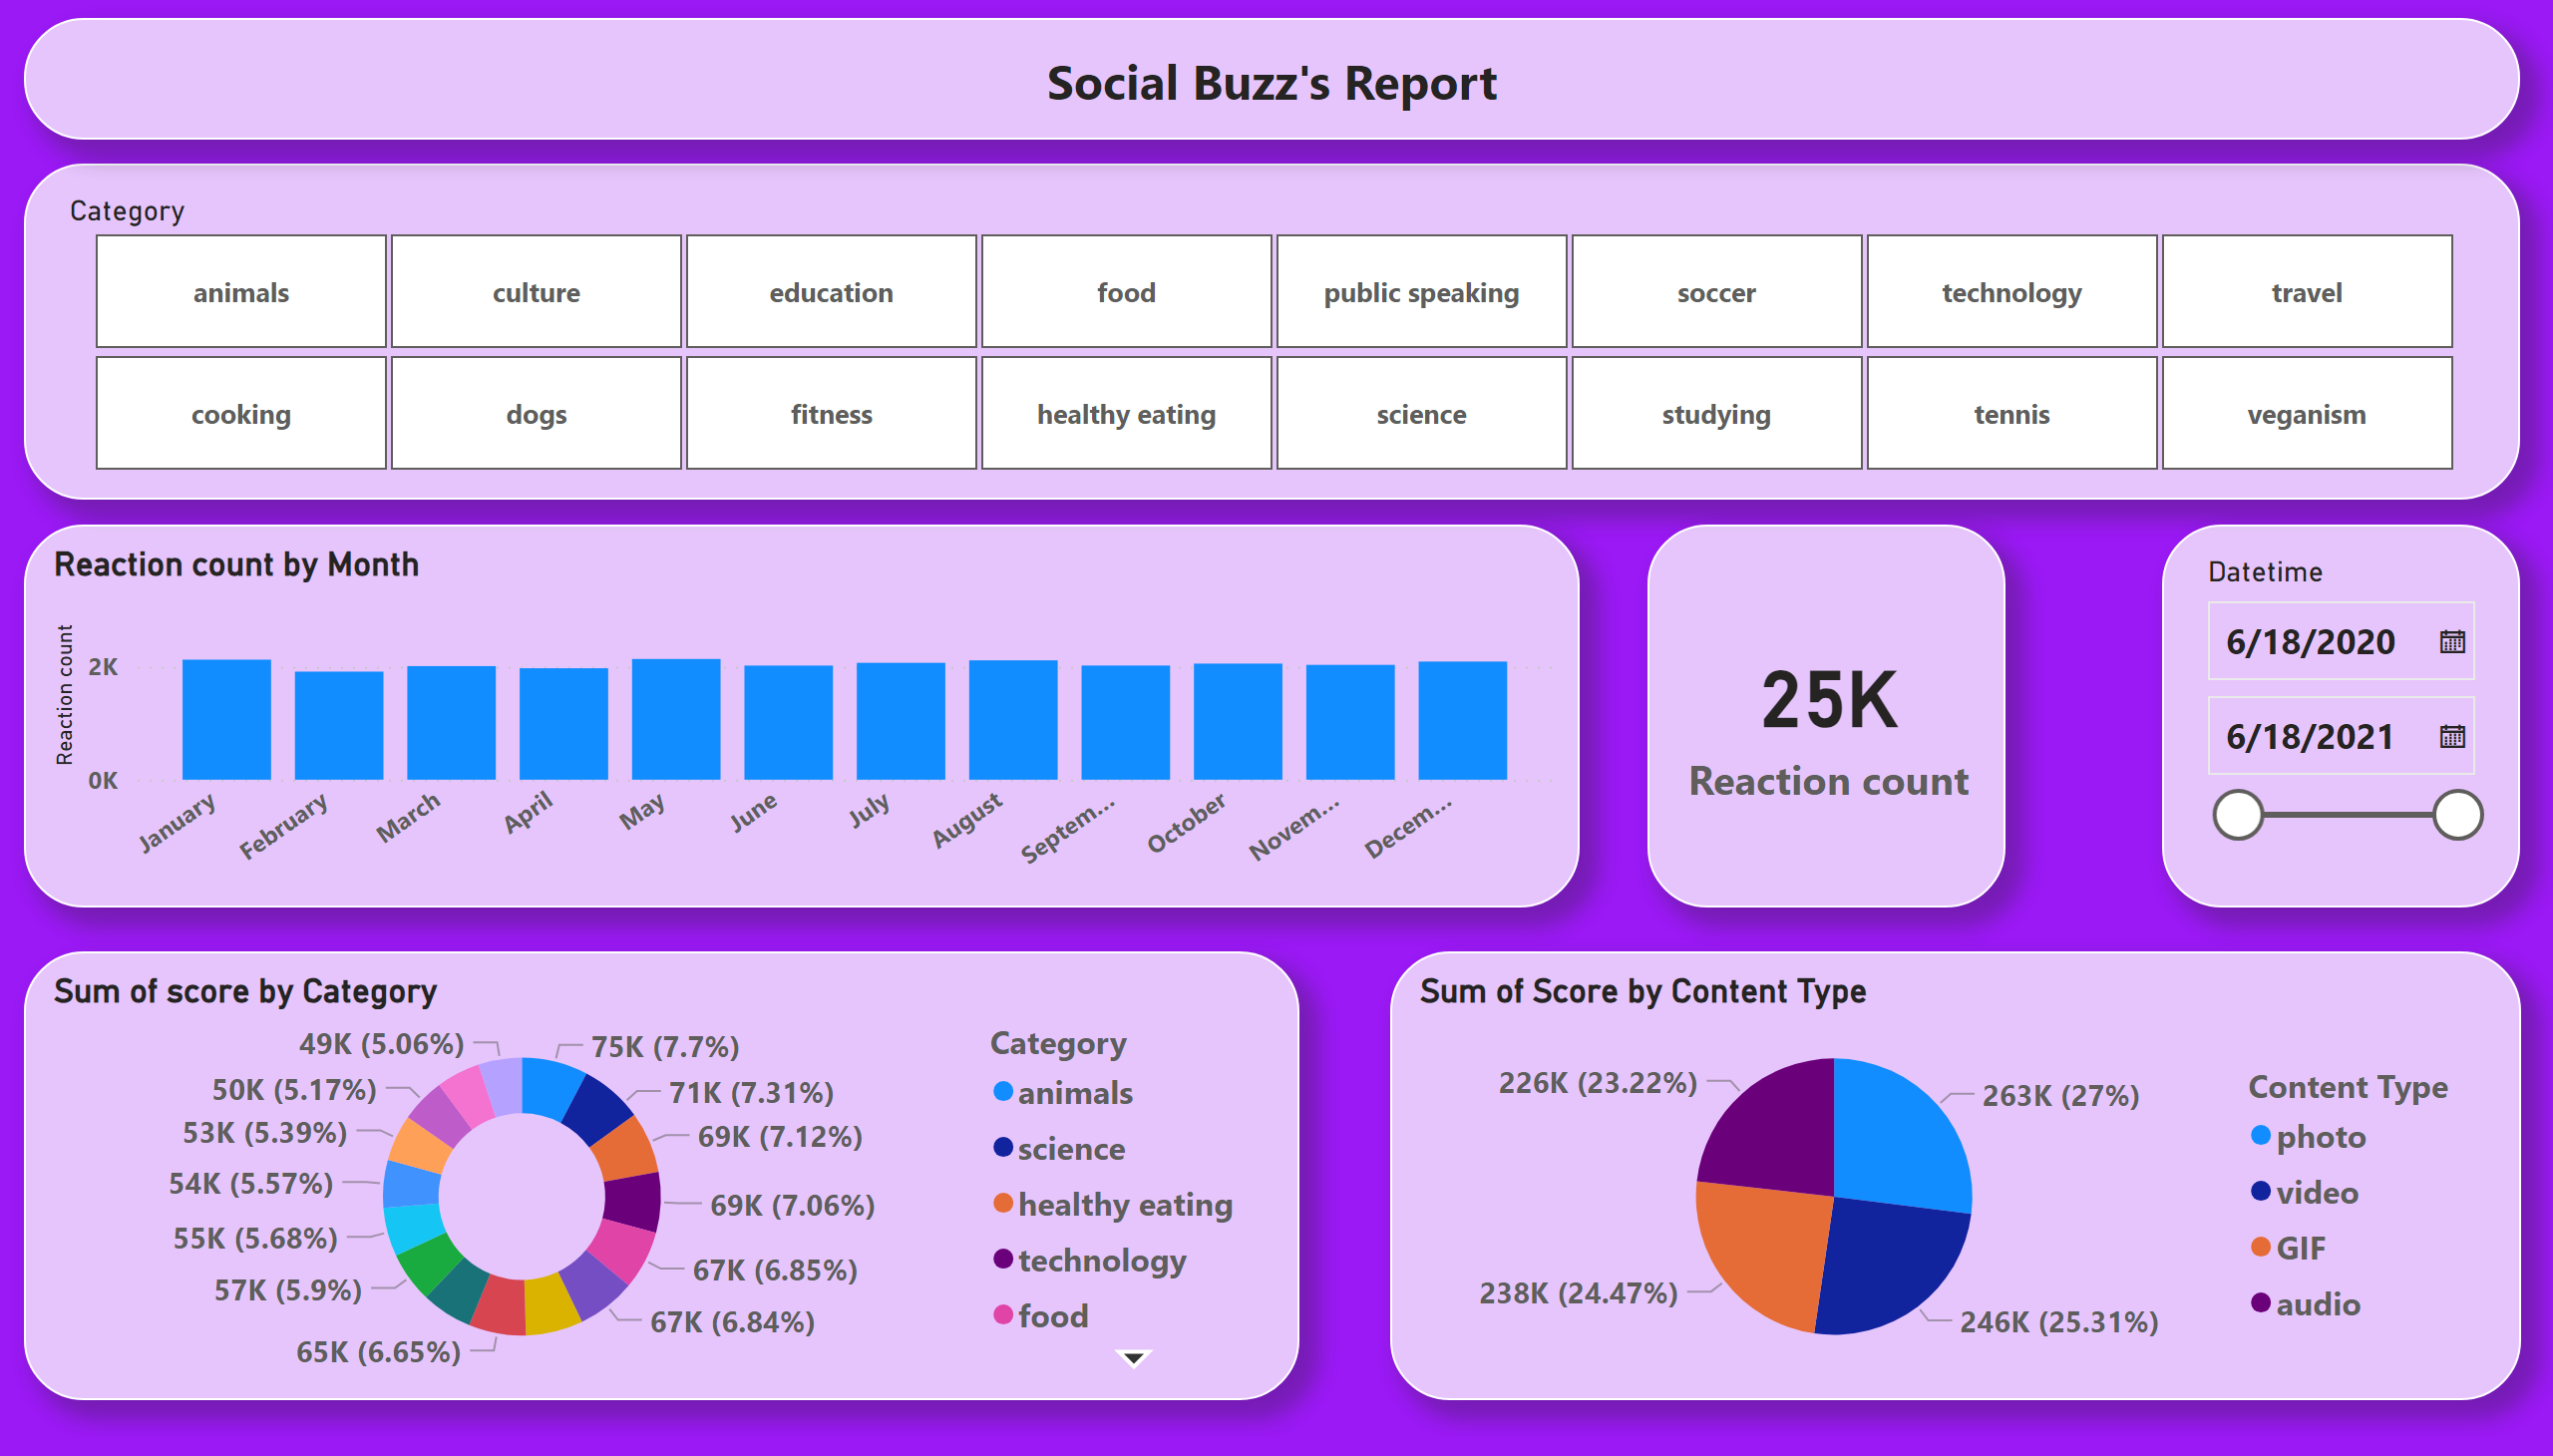 Social Buzz's Report
Category
animals
culture
education
food
public speaking
soccer
technology
travel
cooking
dogs
fitness
healthy eating
science
studying
tennis
veganism
Reaction count by Month
Reaction count
2K
0K
January
February
March
April
May
June
July
August
Septem...
October
Novem...
Decem...
25K
Reaction count
Datetime
6/18/2020
6/18/2021
Sum of score by Category
49K (5.06%)
50K (5.17%)
53K (5.39%)
54K (5.57%)
55K (5.68%)
57K (5.9%)
65K (6.65%)
75K (7.7%)
71K (7.31%)
69K (7.12%)
69K (7.06%)
67K (6.85%)
67K (6.84%)
Category
animals
science
healthy eating
technology
food
Sum of Score by Content Type
226K (23.22%)
238K (24.47%)
263K (27%)
246K (25.31%)
Content Type
photo
video
GIF
audio